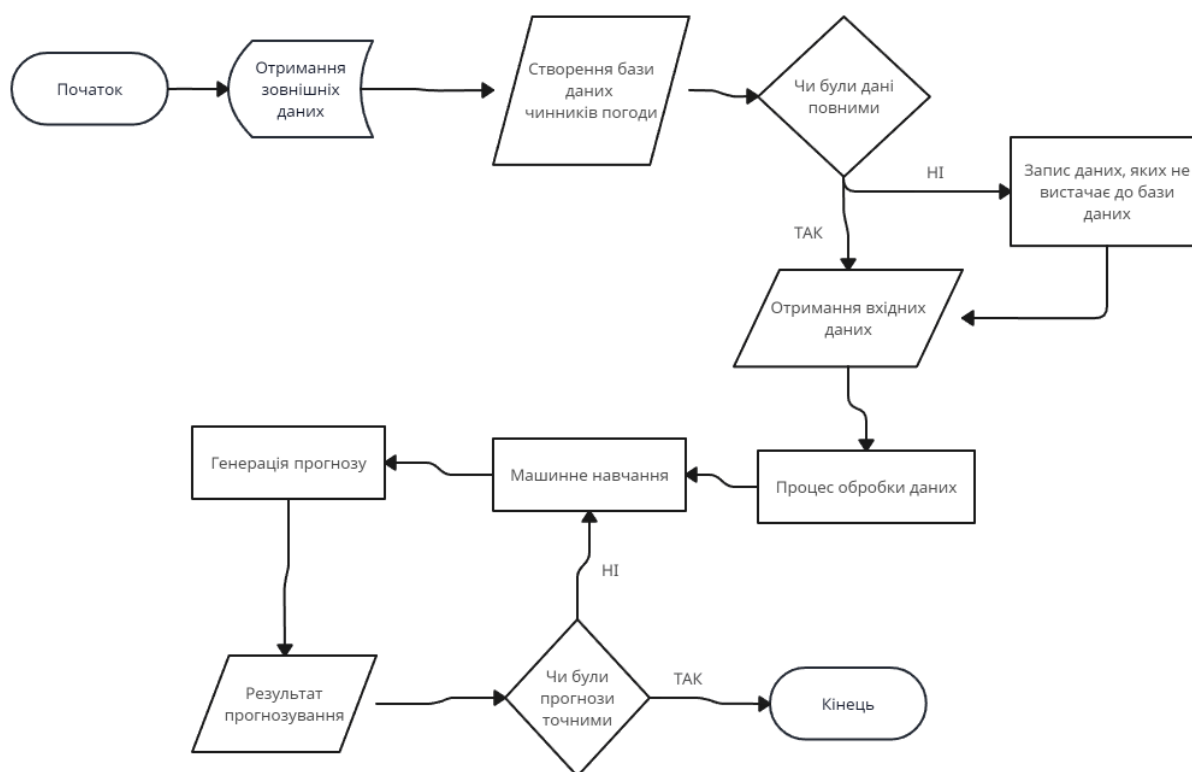 Початок
Отримання
зовнішніх
даних
Створення бази
даних
чинників погоди
Чи були дані
повними
НІ
Запис даних, яких не
вистачає до бази
даних
ТАК
Отримання вхідних
даних
Процес обробки даних
Машинне навчання
Генерація прогнозу
Результат
прогнозування
Чи були
прогнози
точними
НІ
ТАК
Кінець